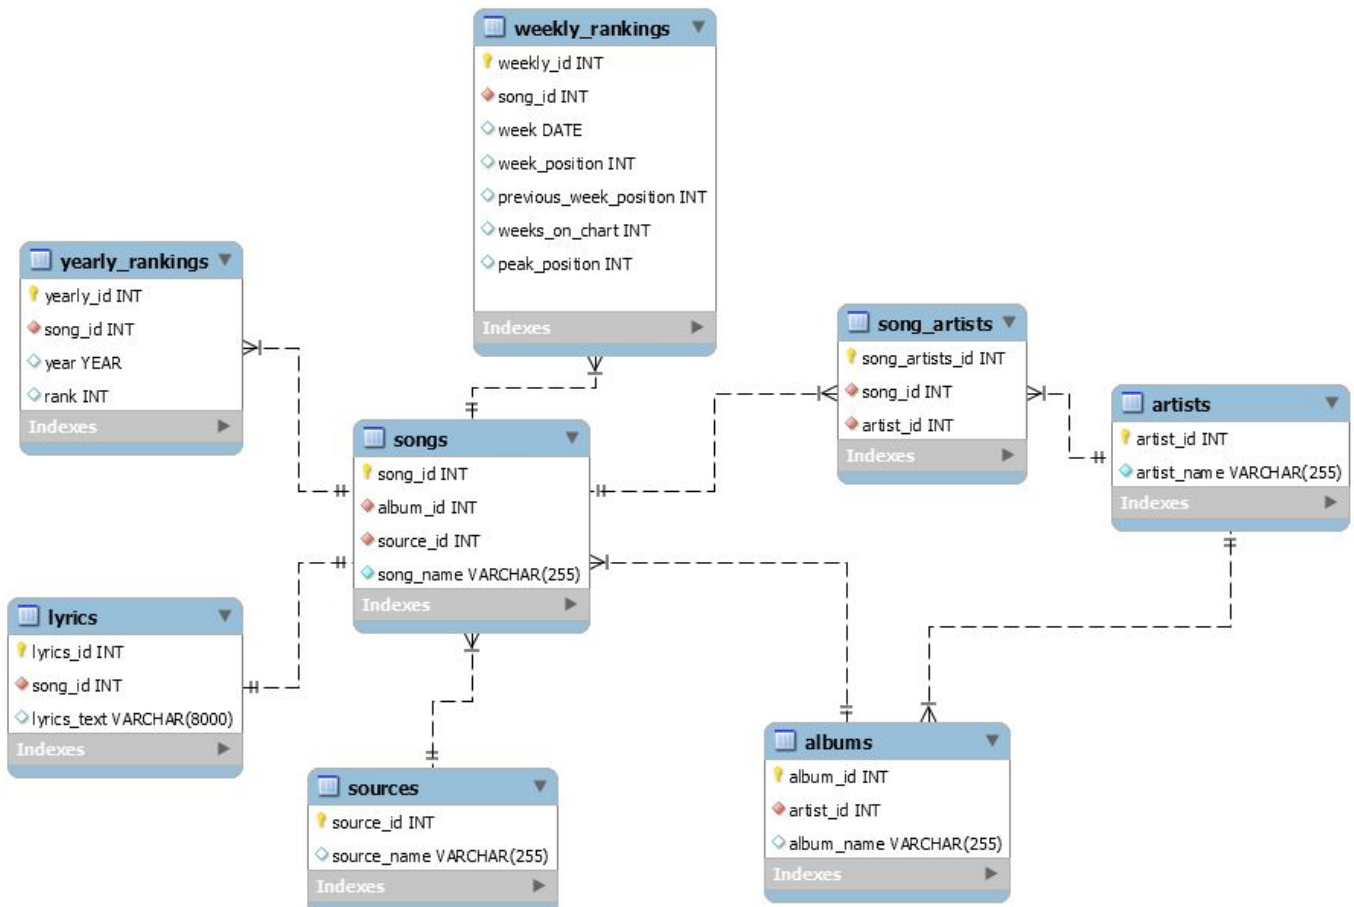 weekly_rankings
weekly_id INT
song_id INT
week DATE
week_position INT
previous_week_position INT
weeks_on_chart INT
peak_position INT
Indexes
yearly_rankings
yearly_id INT
song_id INT
year YEAR
rank INT
Indexes
song_artists
song_artists_id INT
song_id INT
artist_id INT
Indexes
artists
artist_id INT
artist_name VARCHAR(255)
Indexes
songs
song_id INT
album_id INT
source_id INT
song_name VARCHAR(255)
Indexes
lyrics
lyrics_id INT
song_id INT
lyrics_text VARCHAR(8000)
Indexes
sources
source_id INT
source_name VARCHAR(255)
Indexes
albums
album_id INT
artist_id INT
album_name VARCHAR(255)
Indexes